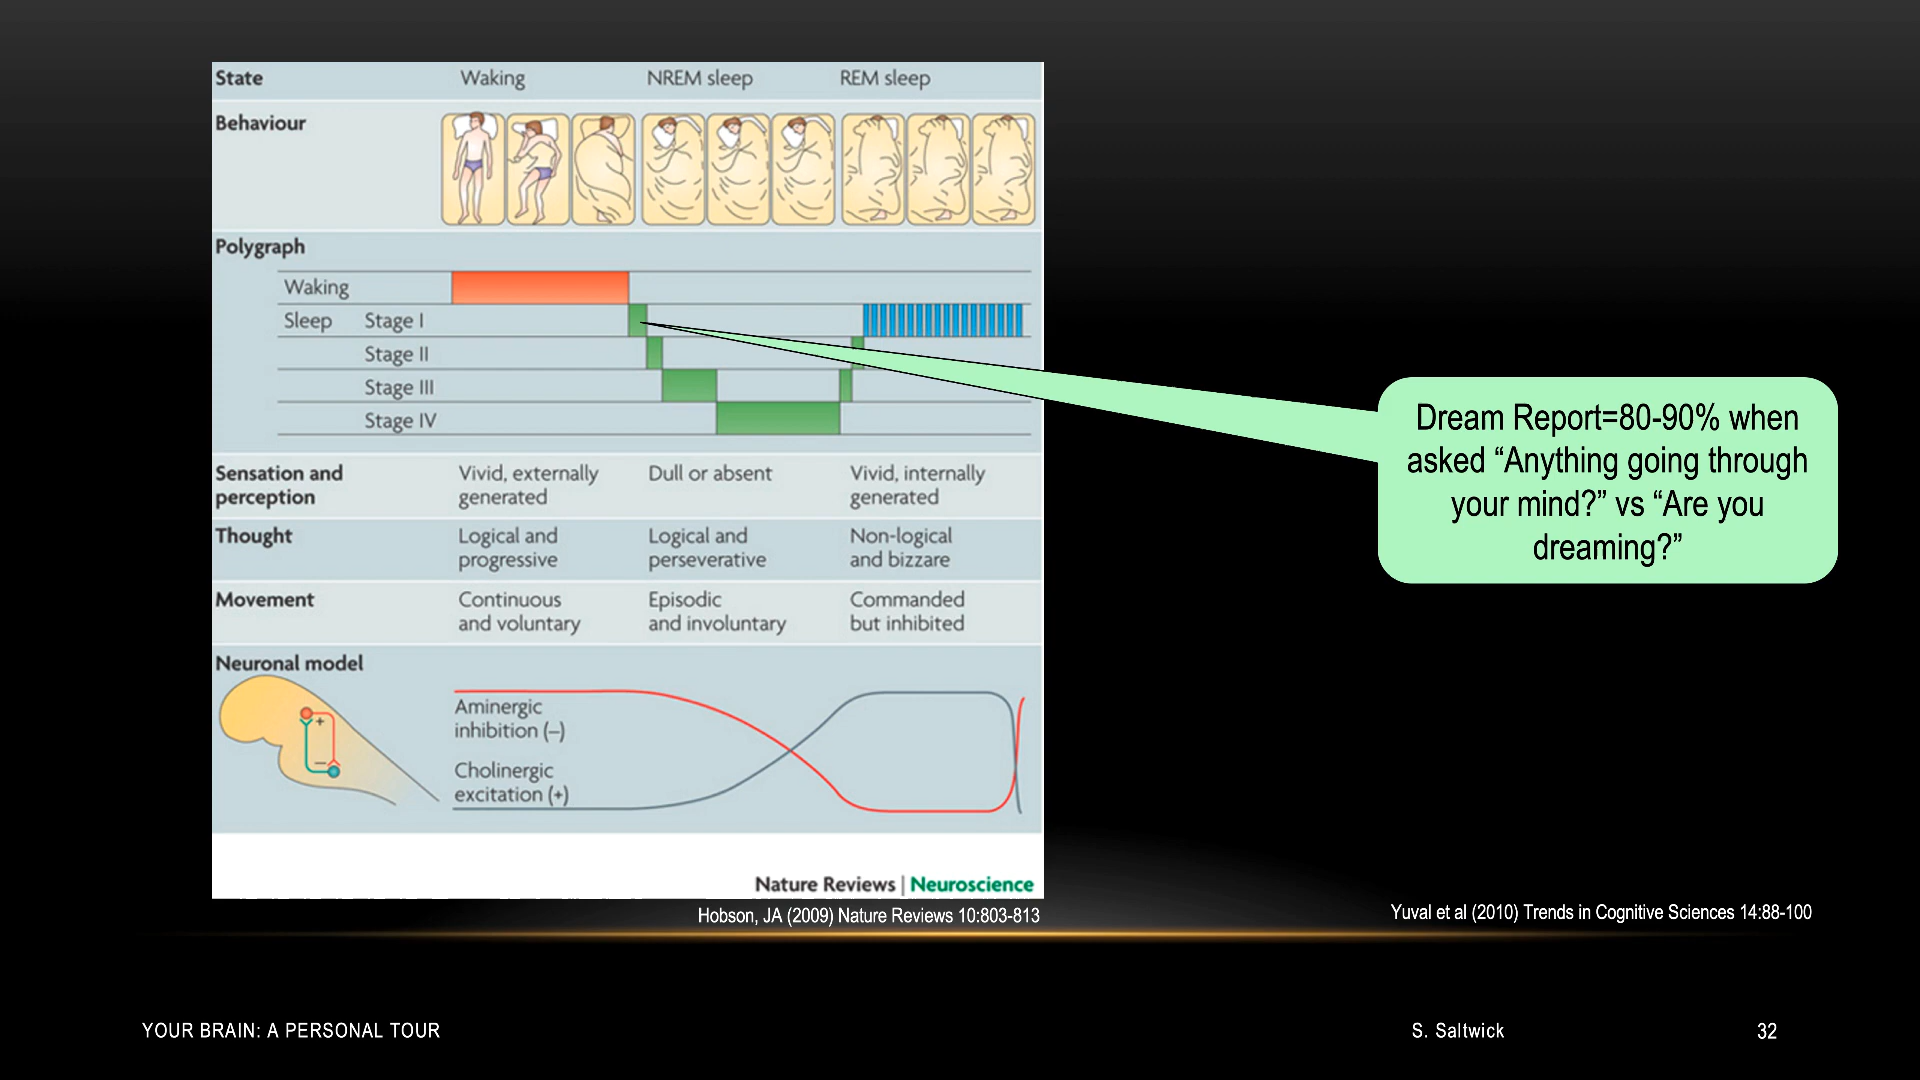 State Waking NREM sleep REM sleep
Behaviour
Polygraph
Waking
Sleep Stage I
Stage II
Stage III
Stage IV
Sensation and perception
Vivid, externally generated
Dull or absent
Vivid, internally generated
Thought
Logical and progressive
Logical and perseverative
Non-logical and bizzare
Movement
Continuous and voluntary
Episodic and involuntary
Commanded but inhibited
Neuronal model
+
−
Aminergic
inhibition (–)
Cholinergic
excitation (+)
Nature Reviews | Neuroscience
Hobson, JA (2009) Nature Reviews 10:803-813
Dream Report=80-90% when
asked “Anything going through
your mind?” vs “Are you
dreaming?”
Yuval et al (2010) Trends in Cognitive Sciences 14:88-100
YOUR BRAIN: A PERSONAL TOUR
S. Saltwick
32